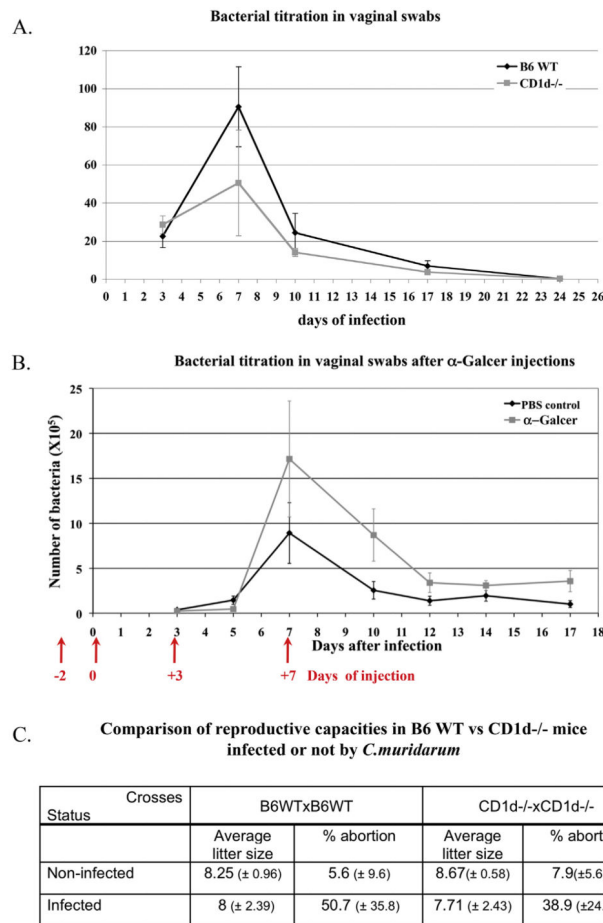 A.
Bacterial titration in vaginal swabs
B6 WT
CD1d-/-
120
100
80
60
40
20
0
0 1 2 3 4 5 6 7 8 9 10 11 12 13 14 15 16 17 18 19 20 21 22 23 24 25 26
days of infection
B.
Bacterial titration in vaginal swabs after α-Galcer injections
PBS control
α-Galcer
Number of bacteria (X10⁵)
25
20
15
10
5
0
0 1 2 3 4 5 6 7 8 9 10 11 12 13 14 15 16 17 18
Days after infection
-2 0 +3 +7 Days of injection
C.
Comparison of reproductive capacities in B6 WT vs CD1d-/- mice
infected or not by C.muridarum
Crosses
Status
B6WTxB6WT CD1d-/-xCD1d-/-
Average litter size % abortion Average litter size % abort
Non-infected 8.25 (± 0.96) 5.6 (± 9.6) 8.67(± 0.58) 7.9(±5.6
Infected 8 (± 2.39) 50.7 (± 35.8) 7.71 (± 2.43) 38.9 (±24.